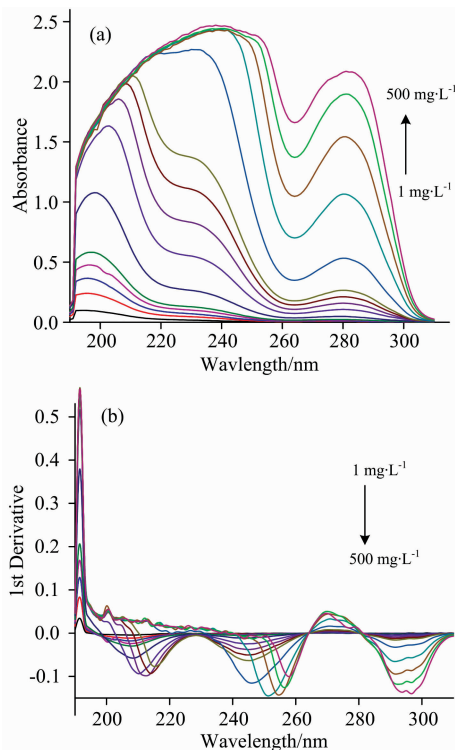 (a)
2.5
2.0
1.5
1.0
0.5
0.0
Absorbance
500 mg·L-1
1 mg·L-1
200 220 240 260 280 300
Wavlength/nm
(b)
0.5
0.4
0.3
0.2
0.1
0.0
-0.1
1st Derivative
1 mg·L-1
500 mg·L-1
200 220 240 260 280 300
Wavelength/nm